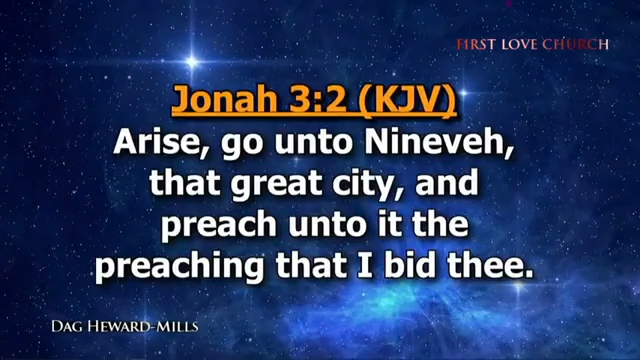 FIRST LOVE CHURCH
Jonah 3:2 (KJV)
Arise, go unto Nineveh,
that great city, and
preach unto it the
preaching that I bid thee.
DAG HEWARD-MILLS